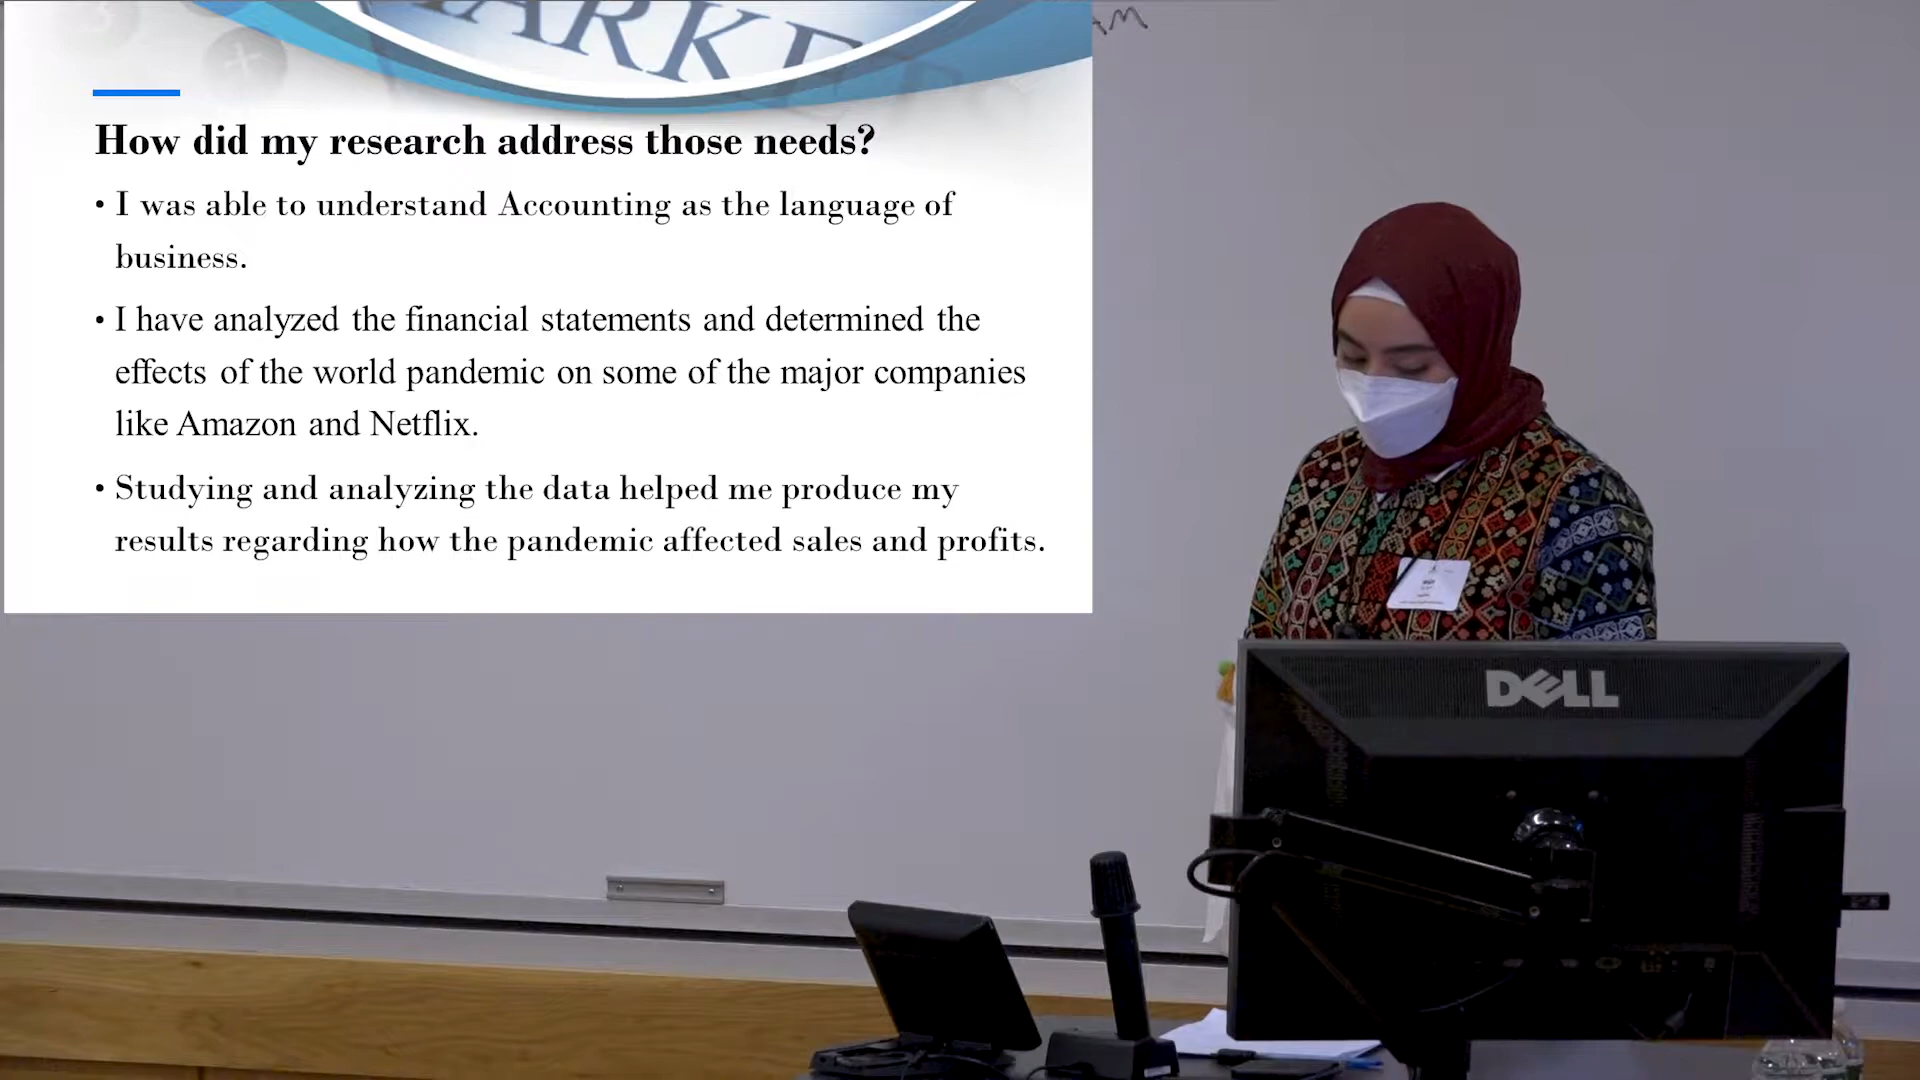 MARKET
How did my research address those needs?
• I was able to understand Accounting as the language of
business.
• I have analyzed the financial statements and determined the
effects of the world pandemic on some of the major companies
like Amazon and Netflix.
• Studying and analyzing the data helped me produce my
results regarding how the pandemic affected sales and profits.
DELL